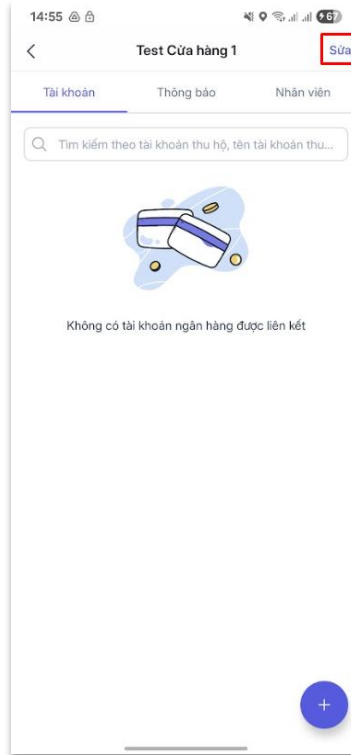 14:55 67
Test Cửa hàng 1 Sửa
Tài khoản Thông báo Nhân viên
Tìm kiếm theo tài khoản thu hộ, tên tài khoản thu...
Không có tài khoản ngân hàng được liên kết